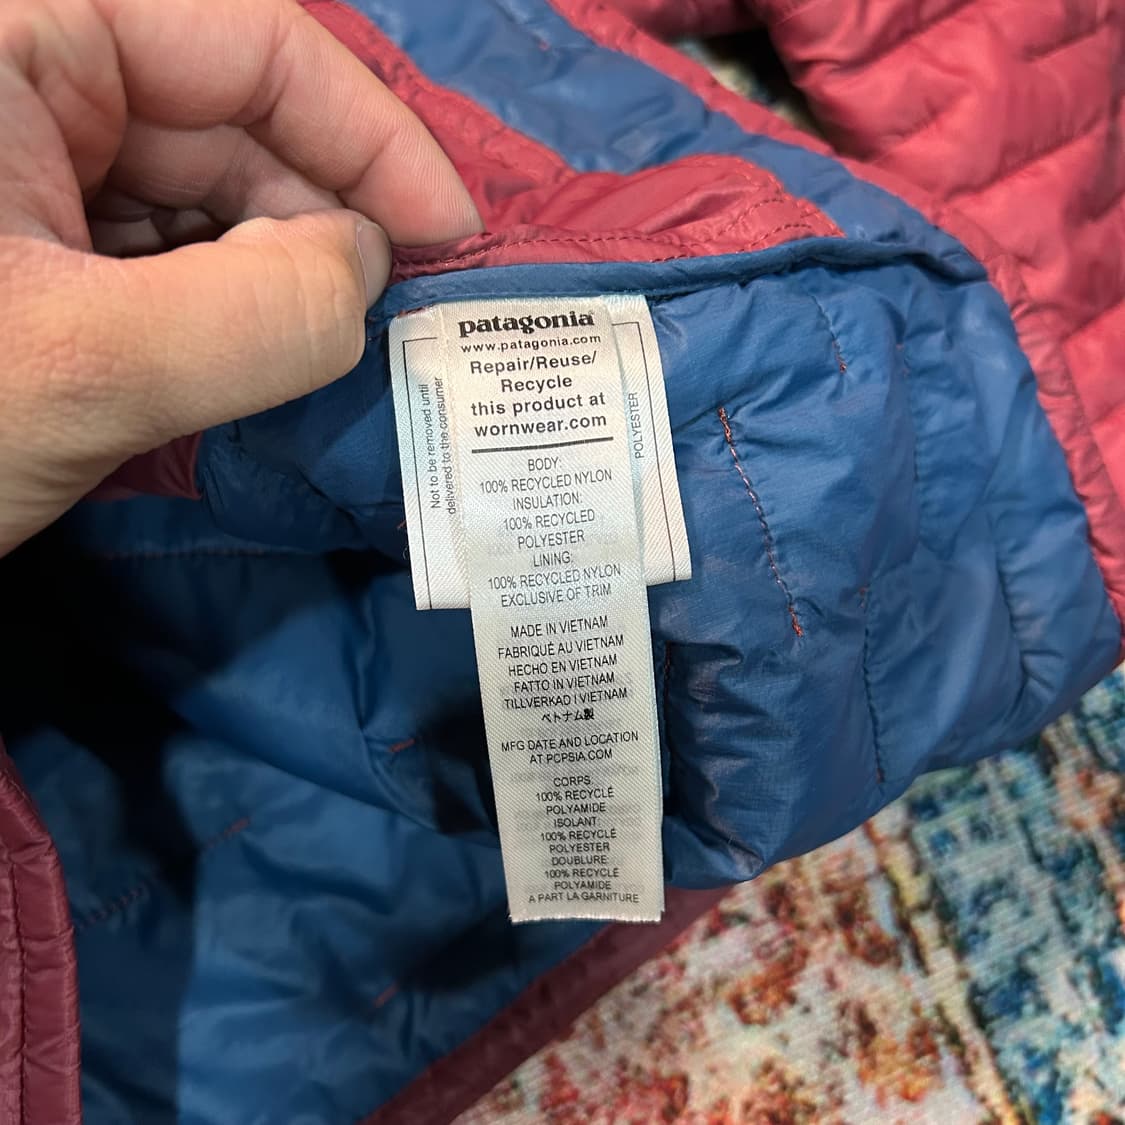 patagonia
www.patagonia.com
Repair/Reuse/
Recycle
this product at
wornwear.com
BODY:
100% RECYCLED NYLON
INSULATION:
100% RECYCLED
POLYESTER
LINING:
100% RECYCLED NYLON
EXCLUSIVE OF TRIM
MADE IN VIETNAM
FABRIQUÉ AU VIETNAM
HECHO EN VIETNAM
FATTO IN VIETNAM
TILLVERKAD I VIETNAM
ベトナム製
MFG DATE AND LOCATION
AT PCPSIA.COM
CORPS:
100% RECYCLÉ
POLYAMIDE
ISOLANT:
100% RECYCLÉ
POLYESTER
DOUBLURE:
100% RECYCLÉ
POLYAMIDE
A PART LA GARNITURE
Not to be removed until
delivered to the consumer
POLYESTER